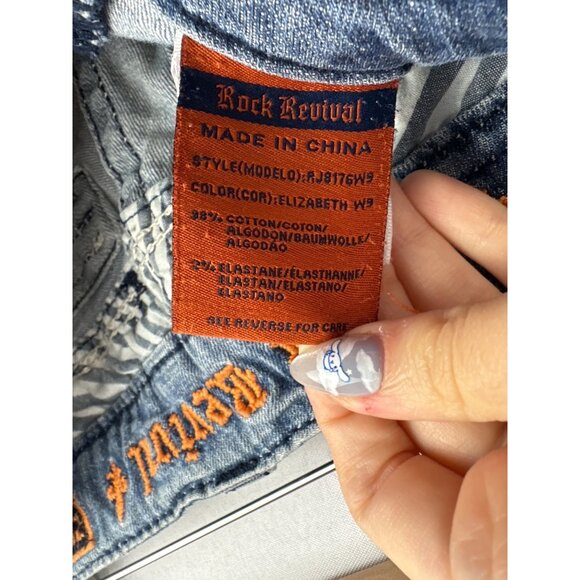 Rock Revival
MADE IN CHINA
STYLE(MODELO):RJ8176W9
COLOR(COR):ELIZABETH W9
98% COTTON/COTON/
ALGODON/BAUMWOLLE/
ALGODÃO
2% ELASTANE/ÉLASTHANNE/
ELASTAN/ELASTANO/
ELASTANO
SEE REVERSE FOR CARE
Revival